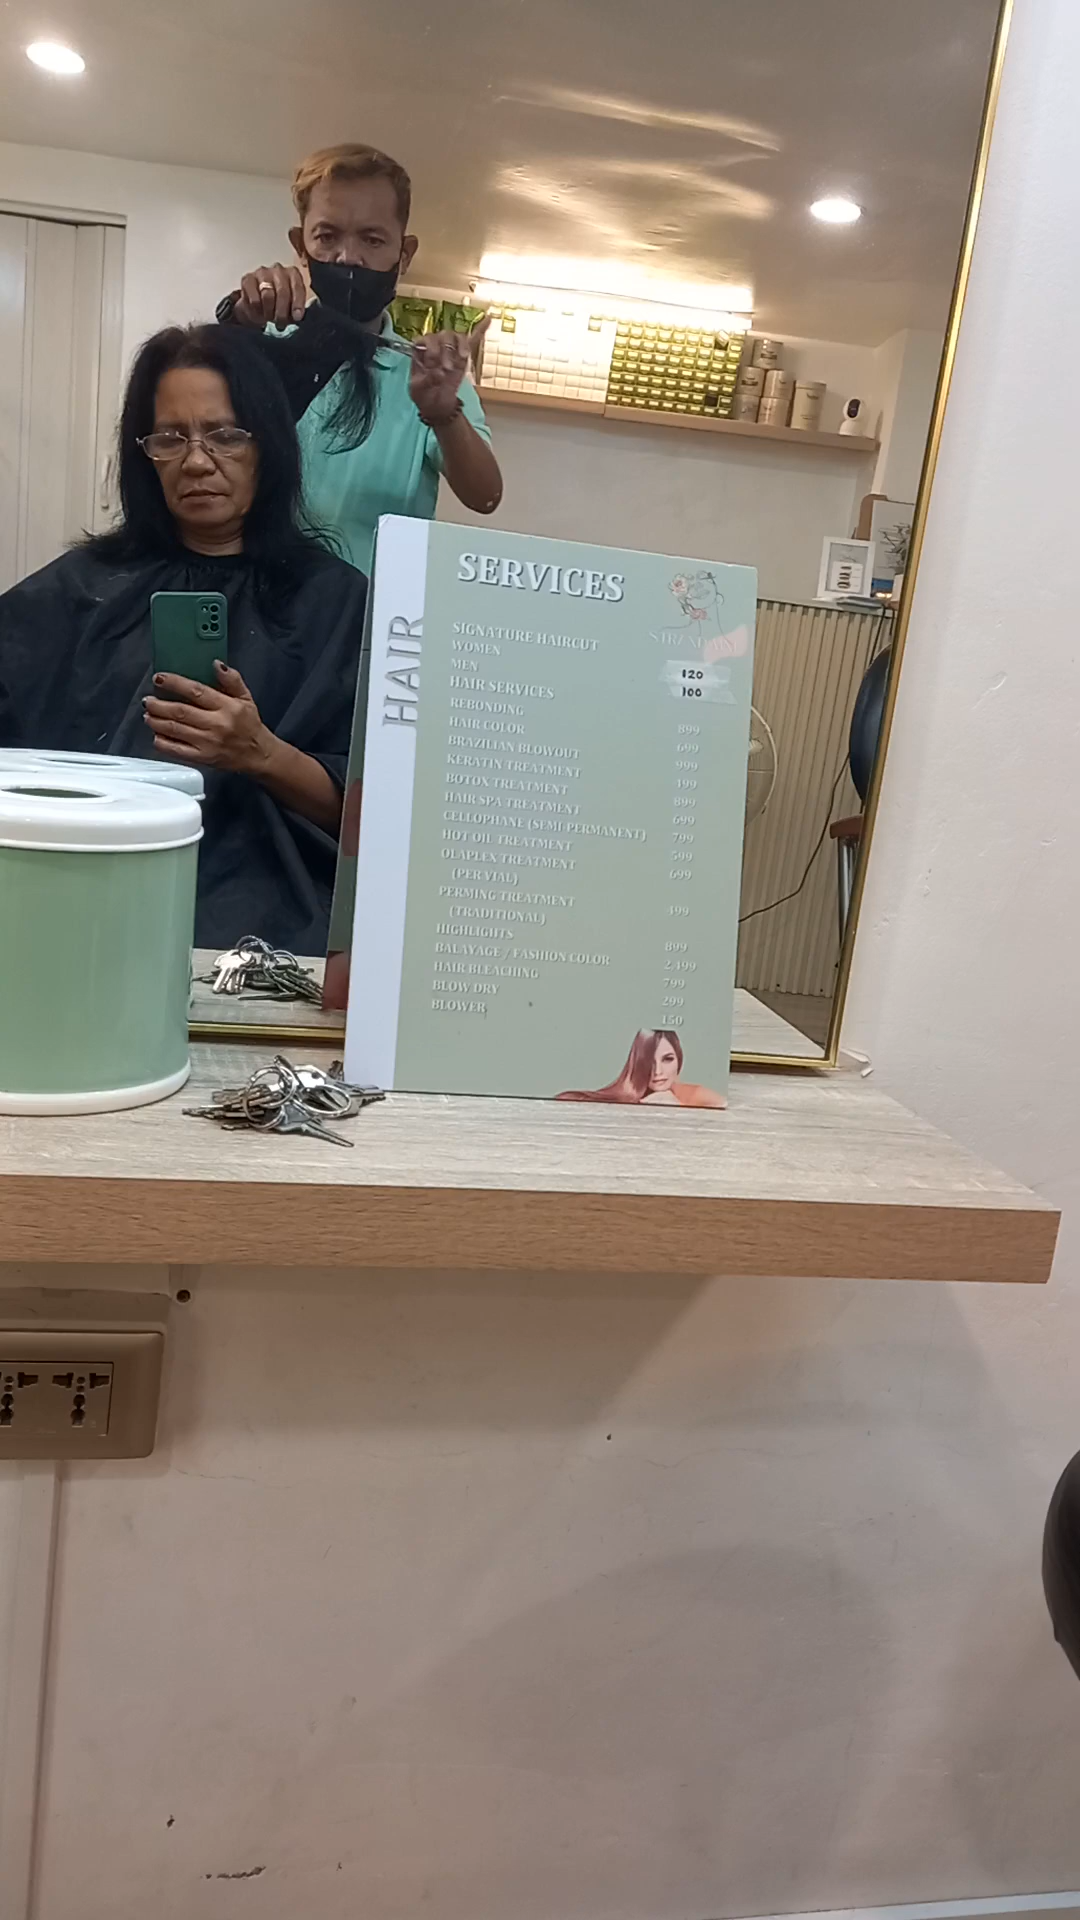 SERVICES
HAIR
SIGNATURE HAIRCUT
WOMEN 120
MEN 100
HAIR SERVICES
REBONDING 899
HAIR COLOR 699
BRAZILIAN BLOWOUT 999
KERATIN TREATMENT 499
BOTOX TREATMENT 899
HAIR SPA TREATMENT 699
CELLOPHANE (SEMI-PERMANENT) 799
HOT OIL TREATMENT 599
OLAPLEX TREATMENT 699
(PER VIAL)
PERMING TREATMENT 499
(TRADITIONAL)
HIGHLIGHTS 899
BALAYAGE / FASHION COLOR 2,499
HAIR BLEACHING 799
BLOW DRY 299
BLOWER 150